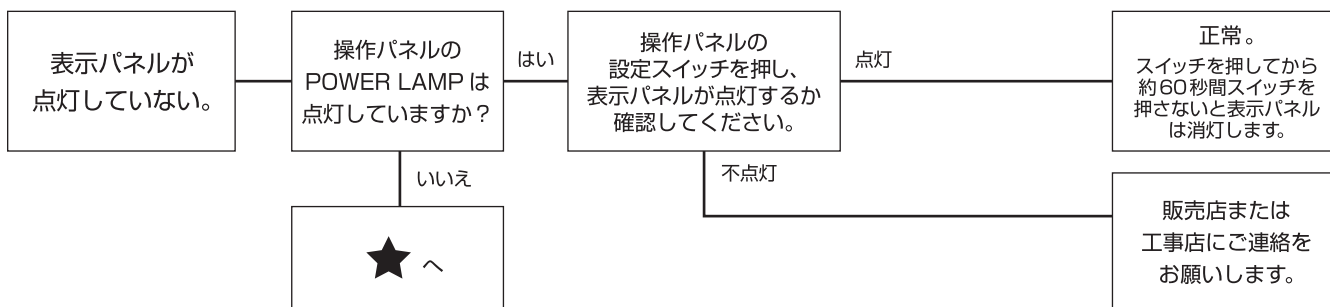 表示パネルが
点灯していない。
操作パネルの
POWER LAMPは
点灯していますか?
はい
操作パネルの
設定スイッチを押し、
表示パネルが点灯するか
確認してください。
点灯
正常。
スイッチを押してから
約60秒間スイッチを
押さないと表示パネル
は消灯します。
いいえ
★へ
不点灯
販売店または
工事店にご連絡を
お願いします。